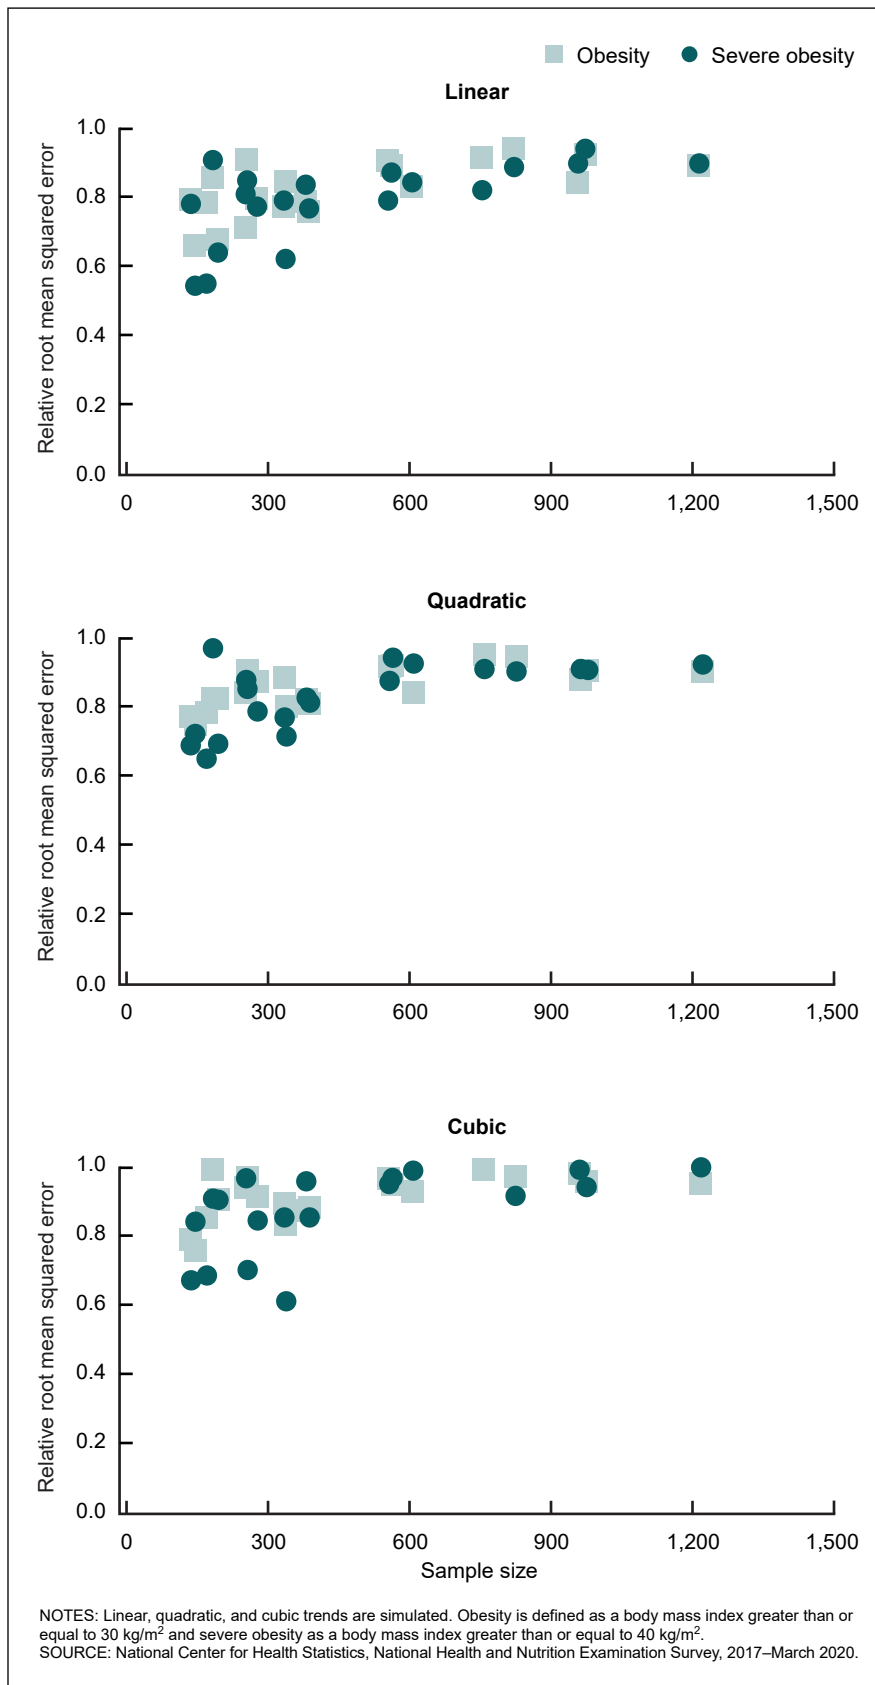 Obesity Severe obesity
Linear
Relative root mean squared error
1.0
0.8
0.6
0.4
0.2
0.0
0 300 600 900 1,200 1,500
Quadratic
Relative root mean squared error
1.0
0.8
0.6
0.4
0.2
0.0
0 300 600 900 1,200 1,500
Cubic
Relative root mean squared error
1.0
0.8
0.6
0.4
0.2
0.0
0 300 600 900 1,200 1,500
Sample size
NOTES: Linear, quadratic, and cubic trends are simulated. Obesity is defined as a body mass index greater than or
equal to 30 kg/m² and severe obesity as a body mass index greater than or equal to 40 kg/m².
SOURCE: National Center for Health Statistics, National Health and Nutrition Examination Survey, 2017–March 2020.